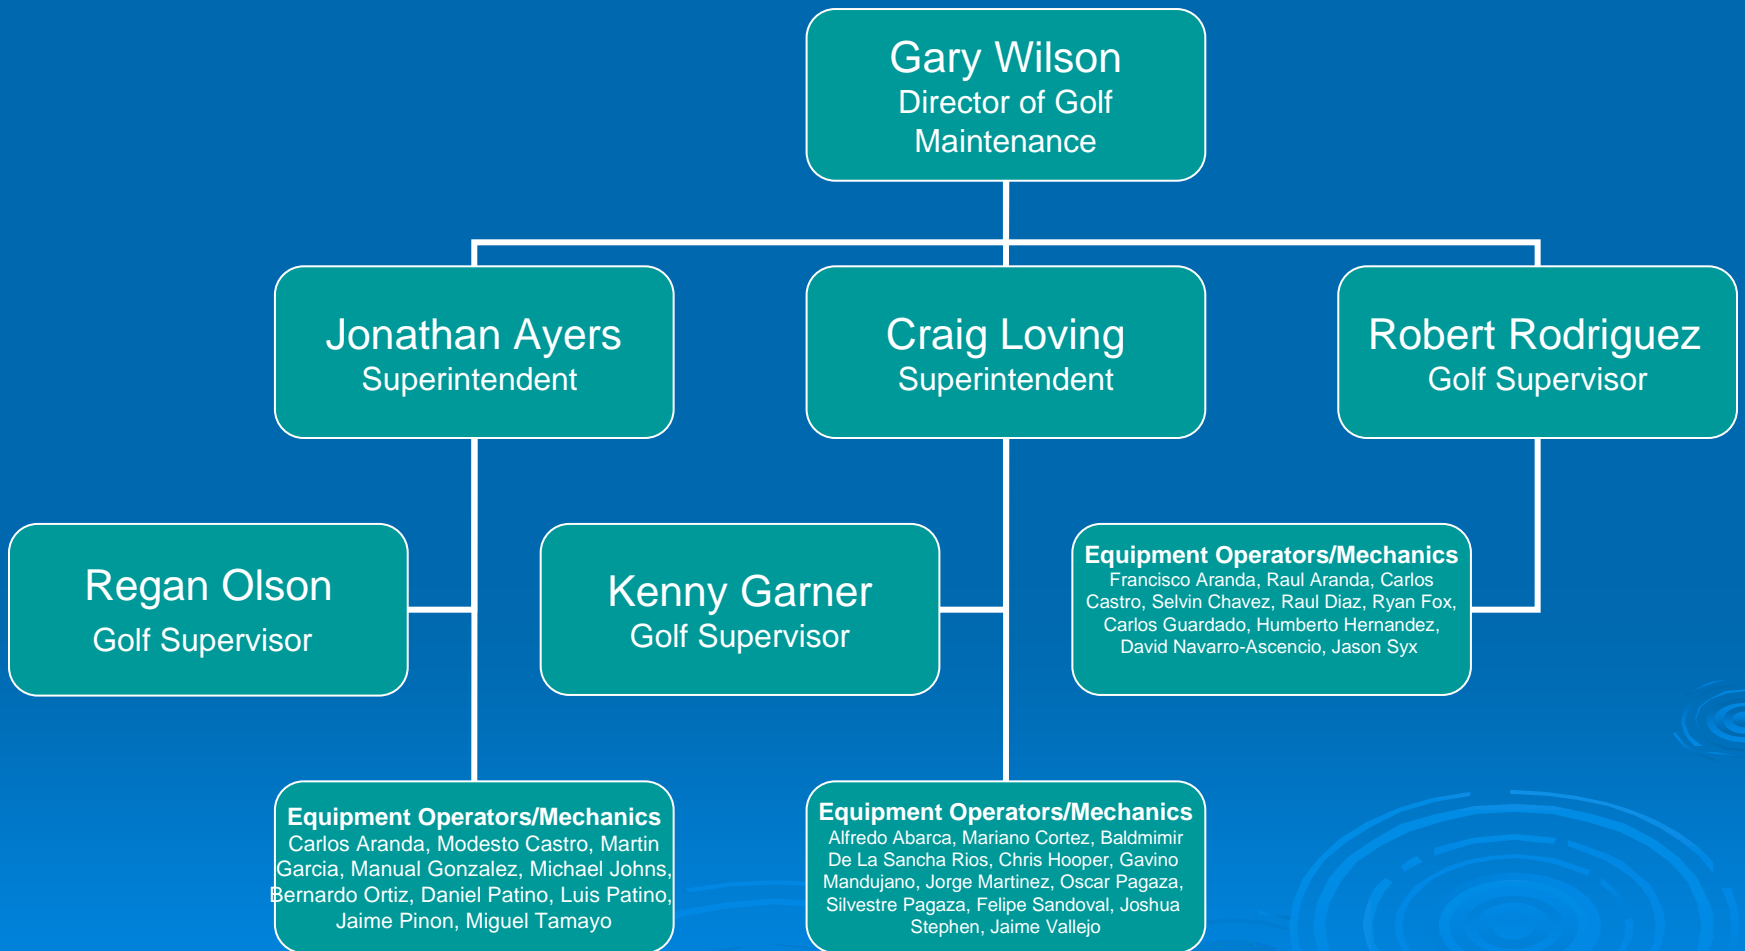 Gary Wilson
Director of Golf
Maintenance
Jonathan Ayers
Superintendent
Craig Loving
Superintendent
Robert Rodriguez
Golf Supervisor
Regan Olson
Golf Supervisor
Kenny Garner
Golf Supervisor
Equipment Operators/Mechanics
Francisco Aranda, Raul Aranda, Carlos
Castro, Selvin Chavez, Raul Diaz, Ryan Fox,
Carlos Guardado, Humberto Hernandez,
David Navarro-Ascencio, Jason Syx
Equipment Operators/Mechanics
Carlos Aranda, Modesto Castro, Martin
Garcia, Manual Gonzalez, Michael Johns,
Bernardo Ortiz, Daniel Patino, Luis Patino,
Jaime Pinon, Miguel Tamayo
Equipment Operators/Mechanics
Alfredo Abarca, Mariano Cortez, Baldmimir
De La Sancha Rios, Chris Hooper, Gavino
Mandujano, Jorge Martinez, Oscar Pagaza,
Silvestre Pagaza, Felipe Sandoval, Joshua
Stephen, Jaime Vallejo